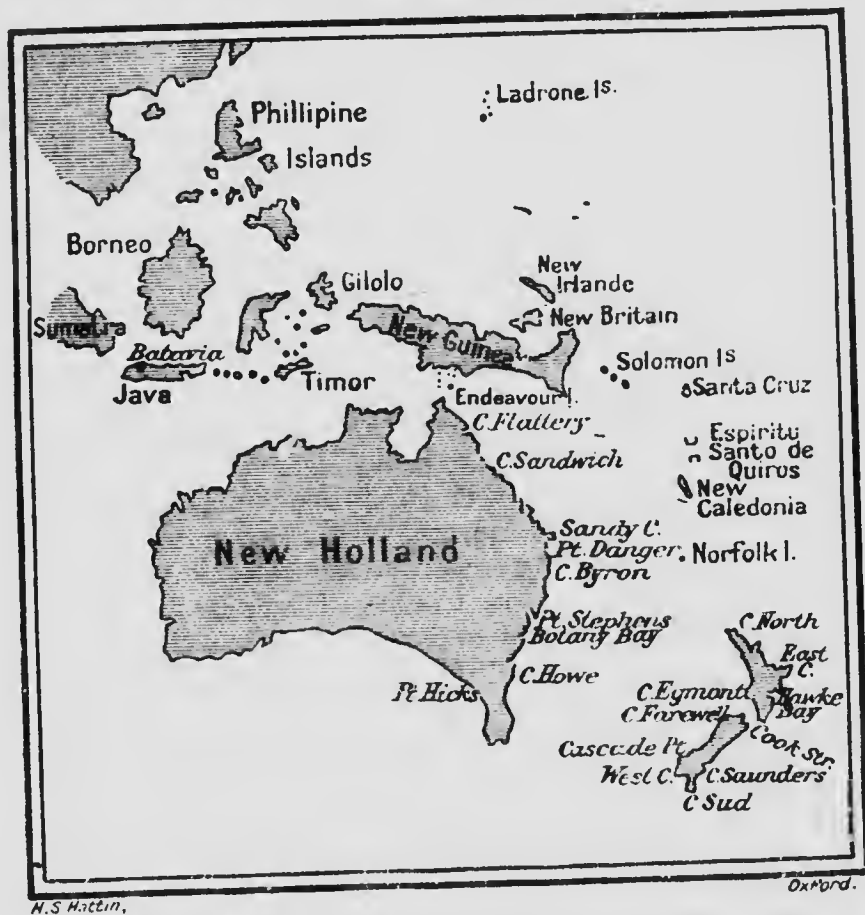 Ladrone Is.
Phillipine
Islands
Borneo
Gilolo
New
Irlande
New Britain
Sumatra
New Guinea
Batavia
Java
Timor
Solomon Is
Santa Cruz
Endeavour I.
C. Flattery
Espiritu
Santo de
Quiros
C. Sandwich
New
Caledonia
Sandy C.
New Holland
Pt. Danger
Norfolk I.
C. Byron
Pt. Stephens
Botany Bay
C. North
East
C.
C. Howe
Pt. Hicks
C. Egmont
Hawke
Bay
C. Farewell
Cook Str.
Cascade Pt.
West C.
C. Saunders
C Sud
H.S Hattin,
Oxford.